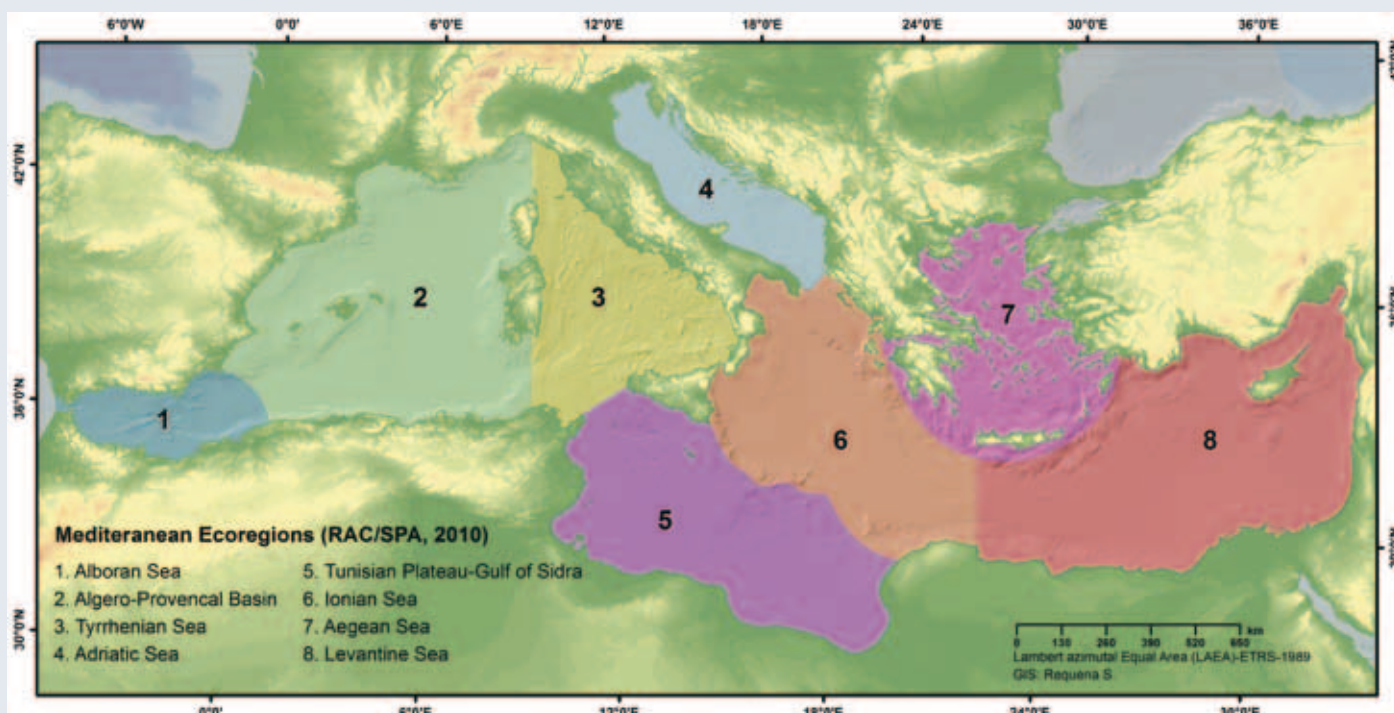 6°0'W 0°0' 6°0'E 12°0'E 18°0'E 24°0'E 30°0'E 36°0'E
42°0'N
36°0'N
30°0'N
1
2
3
4
5
6
7
8
Mediteranean Ecoregions (RAC/SPA, 2010)
1. Alboran Sea
2. Algero-Provencal Basin
3. Tyrrhenian Sea
4. Adriatic Sea
5. Tunisian Plateau-Gulf of Sidra
6. Ionian Sea
7. Aegean Sea
8. Levantine Sea
0 130 260 390 520 650 km
Lambert azimutal Equal Area (LAEA)-ETRS-1989
GIS: Requena S.
0°0' 6°0'E 12°0'E 18°0'E 24°0'E